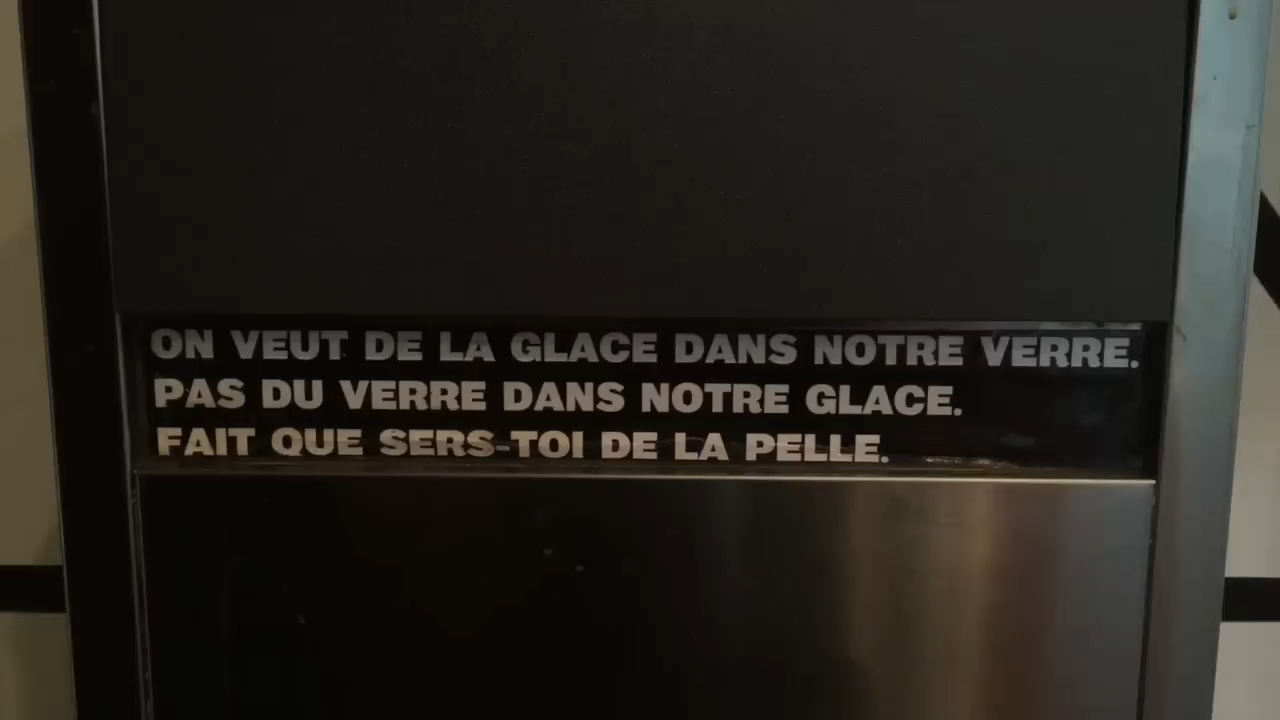 ON VEUT DE LA GLACE DANS NOTRE VERRE.
PAS DU VERRE DANS NOTRE GLACE.
FAIT QUE SERS-TOI DE LA PELLE.